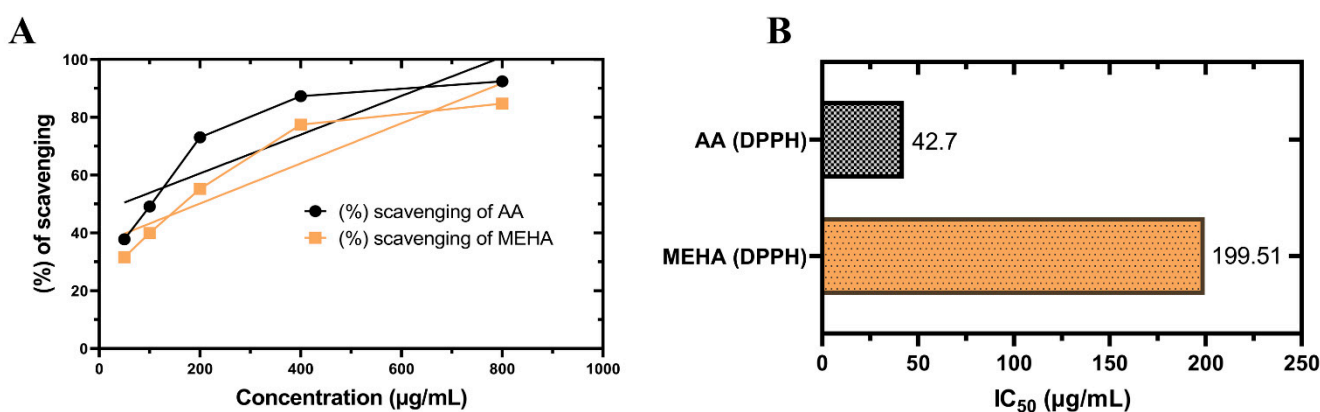 A
(%) of scavenging
100
80
60
40
20
0
(%) scavenging of AA
(%) scavenging of MEHA
0 200 400 600 800 1000
Concentration (µg/mL)
B
AA (DPPH)
42.7
MEHA (DPPH)
199.51
0 50 100 150 200 250
IC₅₀ (µg/mL)